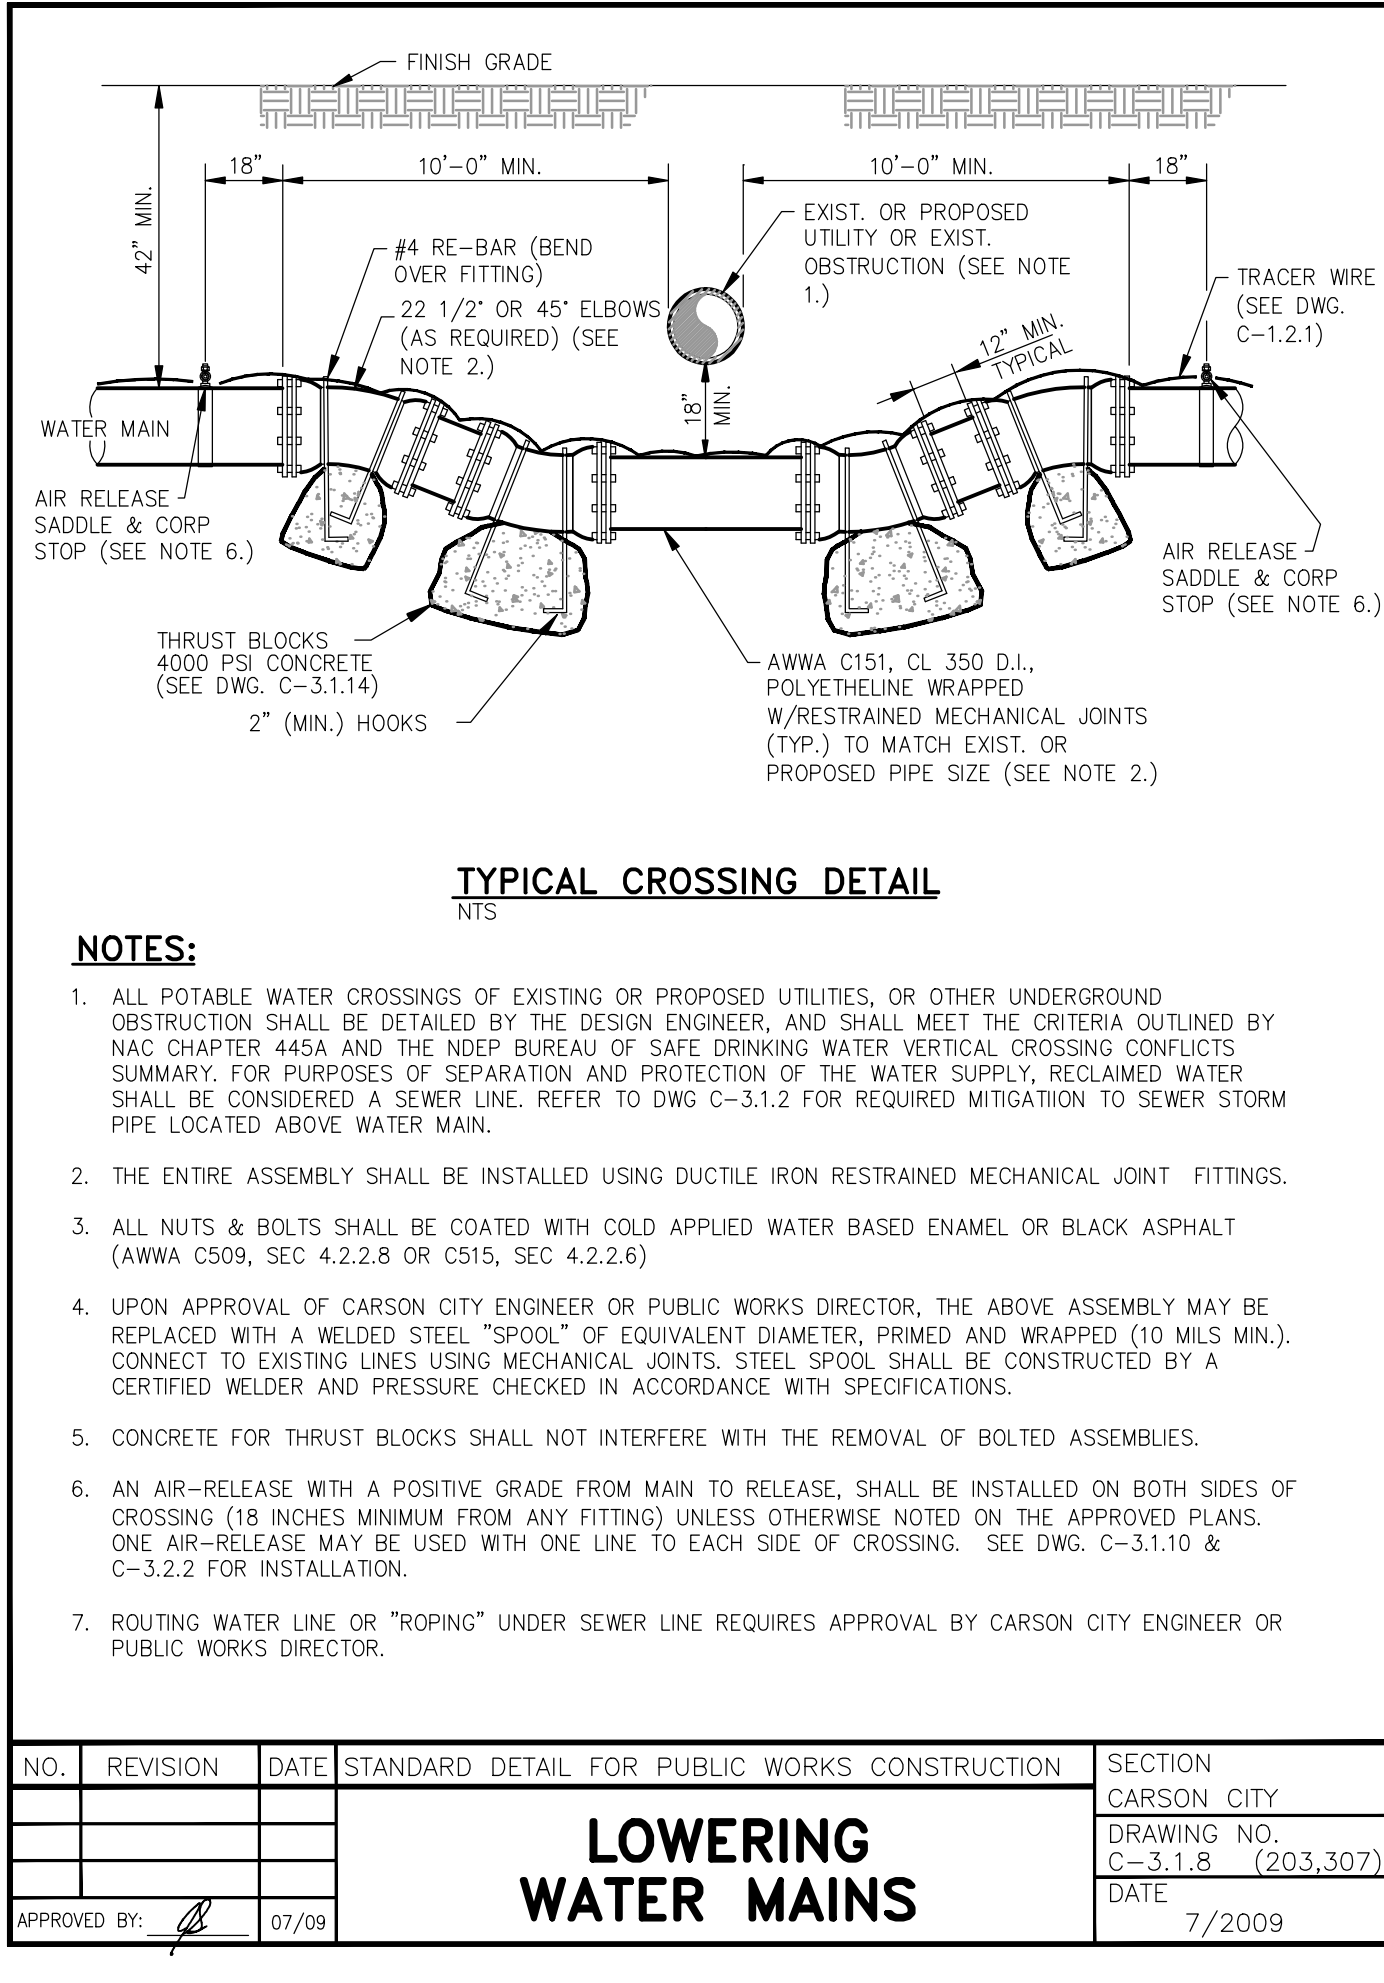 FINISH GRADE
18"
10'-0" MIN.
10'-0" MIN.
18"
42" MIN.
EXIST. OR PROPOSED
UTILITY OR EXIST.
OBSTRUCTION (SEE NOTE
1.)
#4 RE-BAR (BEND
OVER FITTING)
22 1/2° OR 45° ELBOWS
(AS REQUIRED) (SEE
NOTE 2.)
TRACER WIRE
(SEE DWG.
C-1.2.1)
12" MIN.
TYPICAL
18"
MIN.
WATER MAIN
AIR RELEASE
SADDLE & CORP
STOP (SEE NOTE 6.)
AIR RELEASE
SADDLE & CORP
STOP (SEE NOTE 6.)
THRUST BLOCKS
4000 PSI CONCRETE
(SEE DWG. C-3.1.14)
2" (MIN.) HOOKS
AWWA C151, CL 350 D.I.,
POLYETHELINE WRAPPED
W/RESTRAINED MECHANICAL JOINTS
(TYP.) TO MATCH EXIST. OR
PROPOSED PIPE SIZE (SEE NOTE 2.)
TYPICAL CROSSING DETAIL
NTS
NOTES:
1. ALL POTABLE WATER CROSSINGS OF EXISTING OR PROPOSED UTILITIES, OR OTHER UNDERGROUND
OBSTRUCTION SHALL BE DETAILED BY THE DESIGN ENGINEER, AND SHALL MEET THE CRITERIA OUTLINED BY
NAC CHAPTER 445A AND THE NDEP BUREAU OF SAFE DRINKING WATER VERTICAL CROSSING CONFLICTS
SUMMARY. FOR PURPOSES OF SEPARATION AND PROTECTION OF THE WATER SUPPLY, RECLAIMED WATER
SHALL BE CONSIDERED A SEWER LINE. REFER TO DWG C-3.1.2 FOR REQUIRED MITIGATIION TO SEWER STORM
PIPE LOCATED ABOVE WATER MAIN.
2. THE ENTIRE ASSEMBLY SHALL BE INSTALLED USING DUCTILE IRON RESTRAINED MECHANICAL JOINT FITTINGS.
3. ALL NUTS & BOLTS SHALL BE COATED WITH COLD APPLIED WATER BASED ENAMEL OR BLACK ASPHALT
(AWWA C509, SEC 4.2.2.8 OR C515, SEC 4.2.2.6)
4. UPON APPROVAL OF CARSON CITY ENGINEER OR PUBLIC WORKS DIRECTOR, THE ABOVE ASSEMBLY MAY BE
REPLACED WITH A WELDED STEEL "SPOOL" OF EQUIVALENT DIAMETER, PRIMED AND WRAPPED (10 MILS MIN.).
CONNECT TO EXISTING LINES USING MECHANICAL JOINTS. STEEL SPOOL SHALL BE CONSTRUCTED BY A
CERTIFIED WELDER AND PRESSURE CHECKED IN ACCORDANCE WITH SPECIFICATIONS.
5. CONCRETE FOR THRUST BLOCKS SHALL NOT INTERFERE WITH THE REMOVAL OF BOLTED ASSEMBLIES.
6. AN AIR-RELEASE WITH A POSITIVE GRADE FROM MAIN TO RELEASE, SHALL BE INSTALLED ON BOTH SIDES OF
CROSSING (18 INCHES MINIMUM FROM ANY FITTING) UNLESS OTHERWISE NOTED ON THE APPROVED PLANS.
ONE AIR-RELEASE MAY BE USED WITH ONE LINE TO EACH SIDE OF CROSSING. SEE DWG. C-3.1.10 &
C-3.2.2 FOR INSTALLATION.
7. ROUTING WATER LINE OR "ROPING" UNDER SEWER LINE REQUIRES APPROVAL BY CARSON CITY ENGINEER OR
PUBLIC WORKS DIRECTOR.
NO. REVISION DATE STANDARD DETAIL FOR PUBLIC WORKS CONSTRUCTION
LOWERING
WATER MAINS
SECTION
CARSON CITY
DRAWING NO.
C-3.1.8 (203,307)
DATE
7/2009
APPROVED BY: 07/09